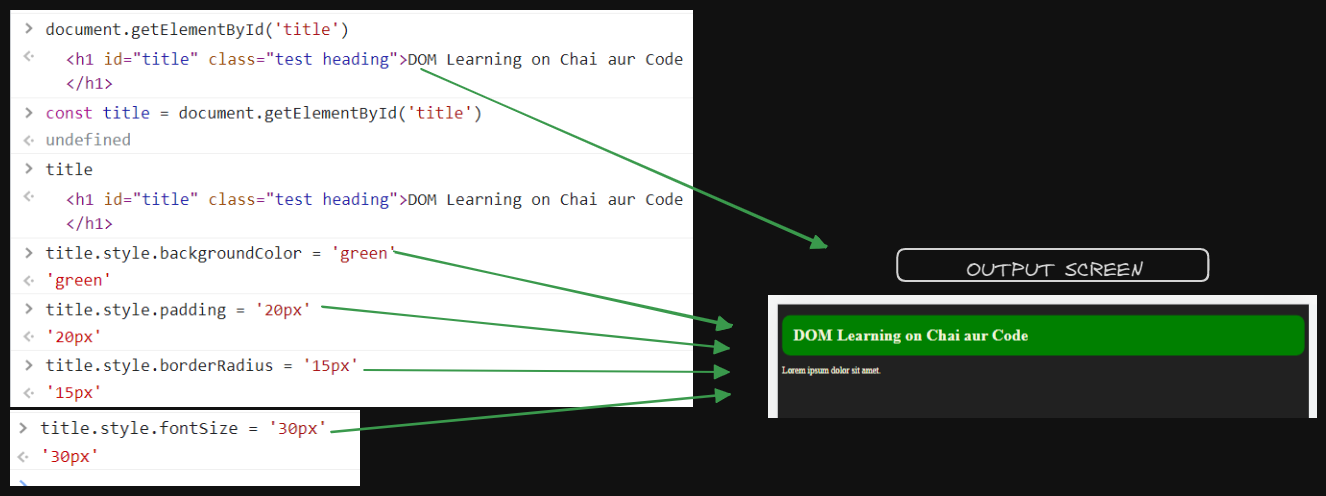 document.getElementById('title')
<h1 id="title" class="test heading">DOM Learning on Chai aur Code
</h1>
const title = document.getElementById('title')
undefined
title
<h1 id="title" class="test heading">DOM Learning on Chai aur Code
</h1>
title.style.backgroundColor = 'green'
'green'
title.style.padding = '20px'
'20px'
title.style.borderRadius = '15px'
'15px'
title.style.fontSize = '30px'
'30px'
OUTPUT SCREEN
DOM Learning on Chai aur Code
Lorem ipsum dolor sit amet.